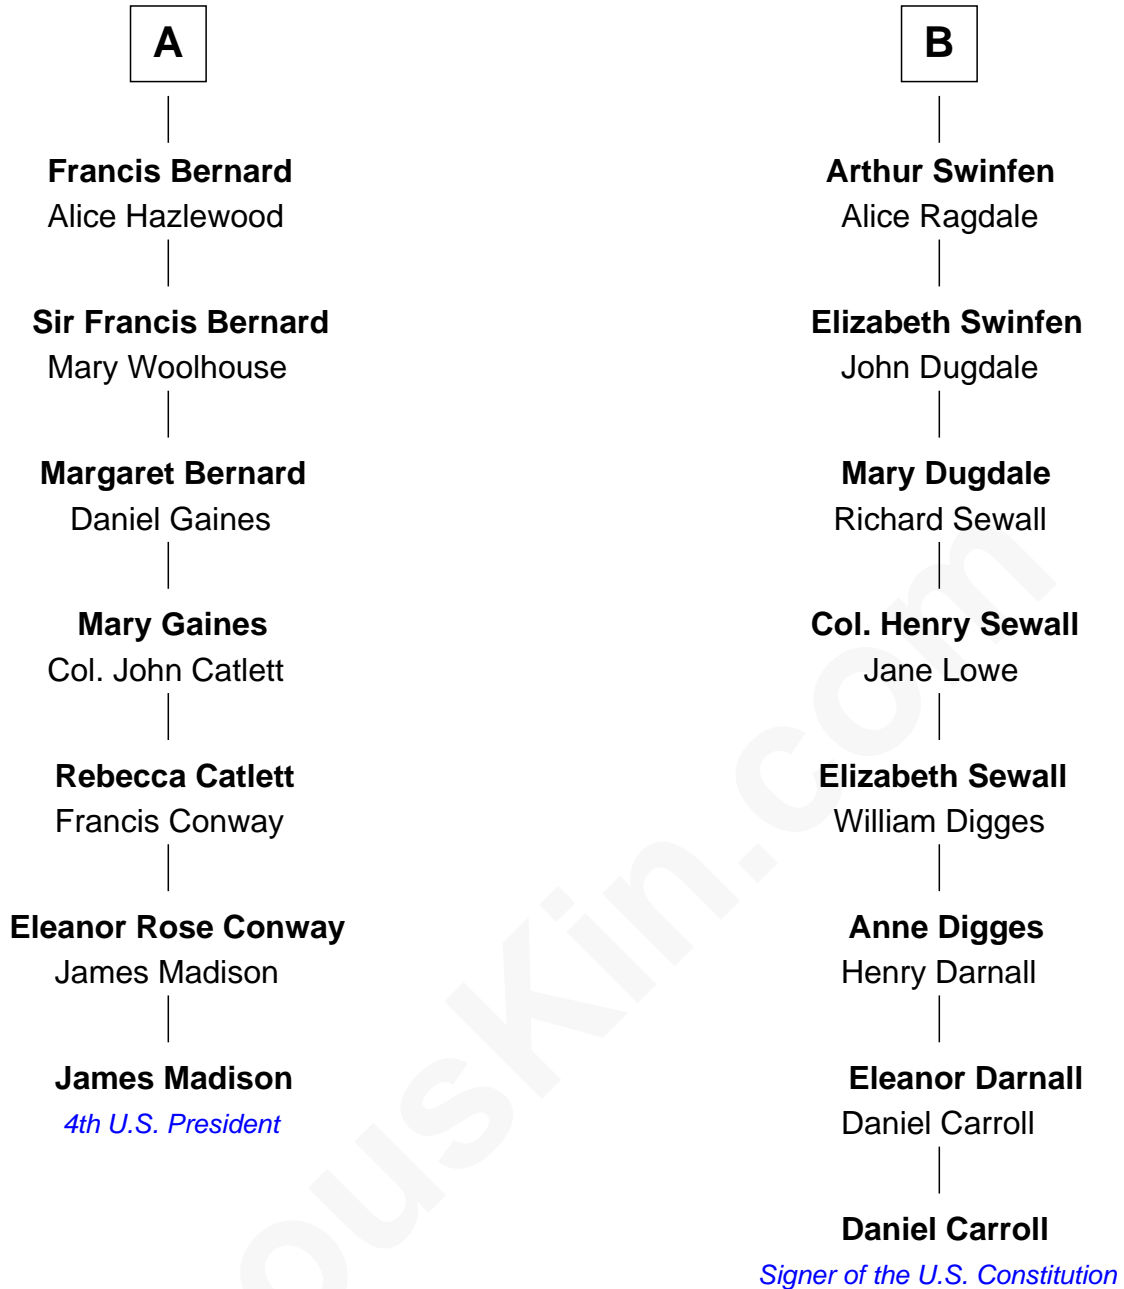 A
Francis Bernard
Alice Hazlewood
Sir Francis Bernard
Mary Woolhouse
Margaret Bernard
Daniel Gaines
Mary Gaines
Col. John Catlett
Rebecca Catlett
Francis Conway
Eleanor Rose Conway
James Madison
James Madison
4th U.S. President
B
Arthur Swinfen
Alice Ragdale
Elizabeth Swinfen
John Dugdale
Mary Dugdale
Richard Sewall
Col. Henry Sewall
Jane Lowe
Elizabeth Sewall
William Digges
Anne Digges
Henry Darnall
Eleanor Darnall
Daniel Carroll
Daniel Carroll
Signer of the U.S. Constitution
ousKin.com